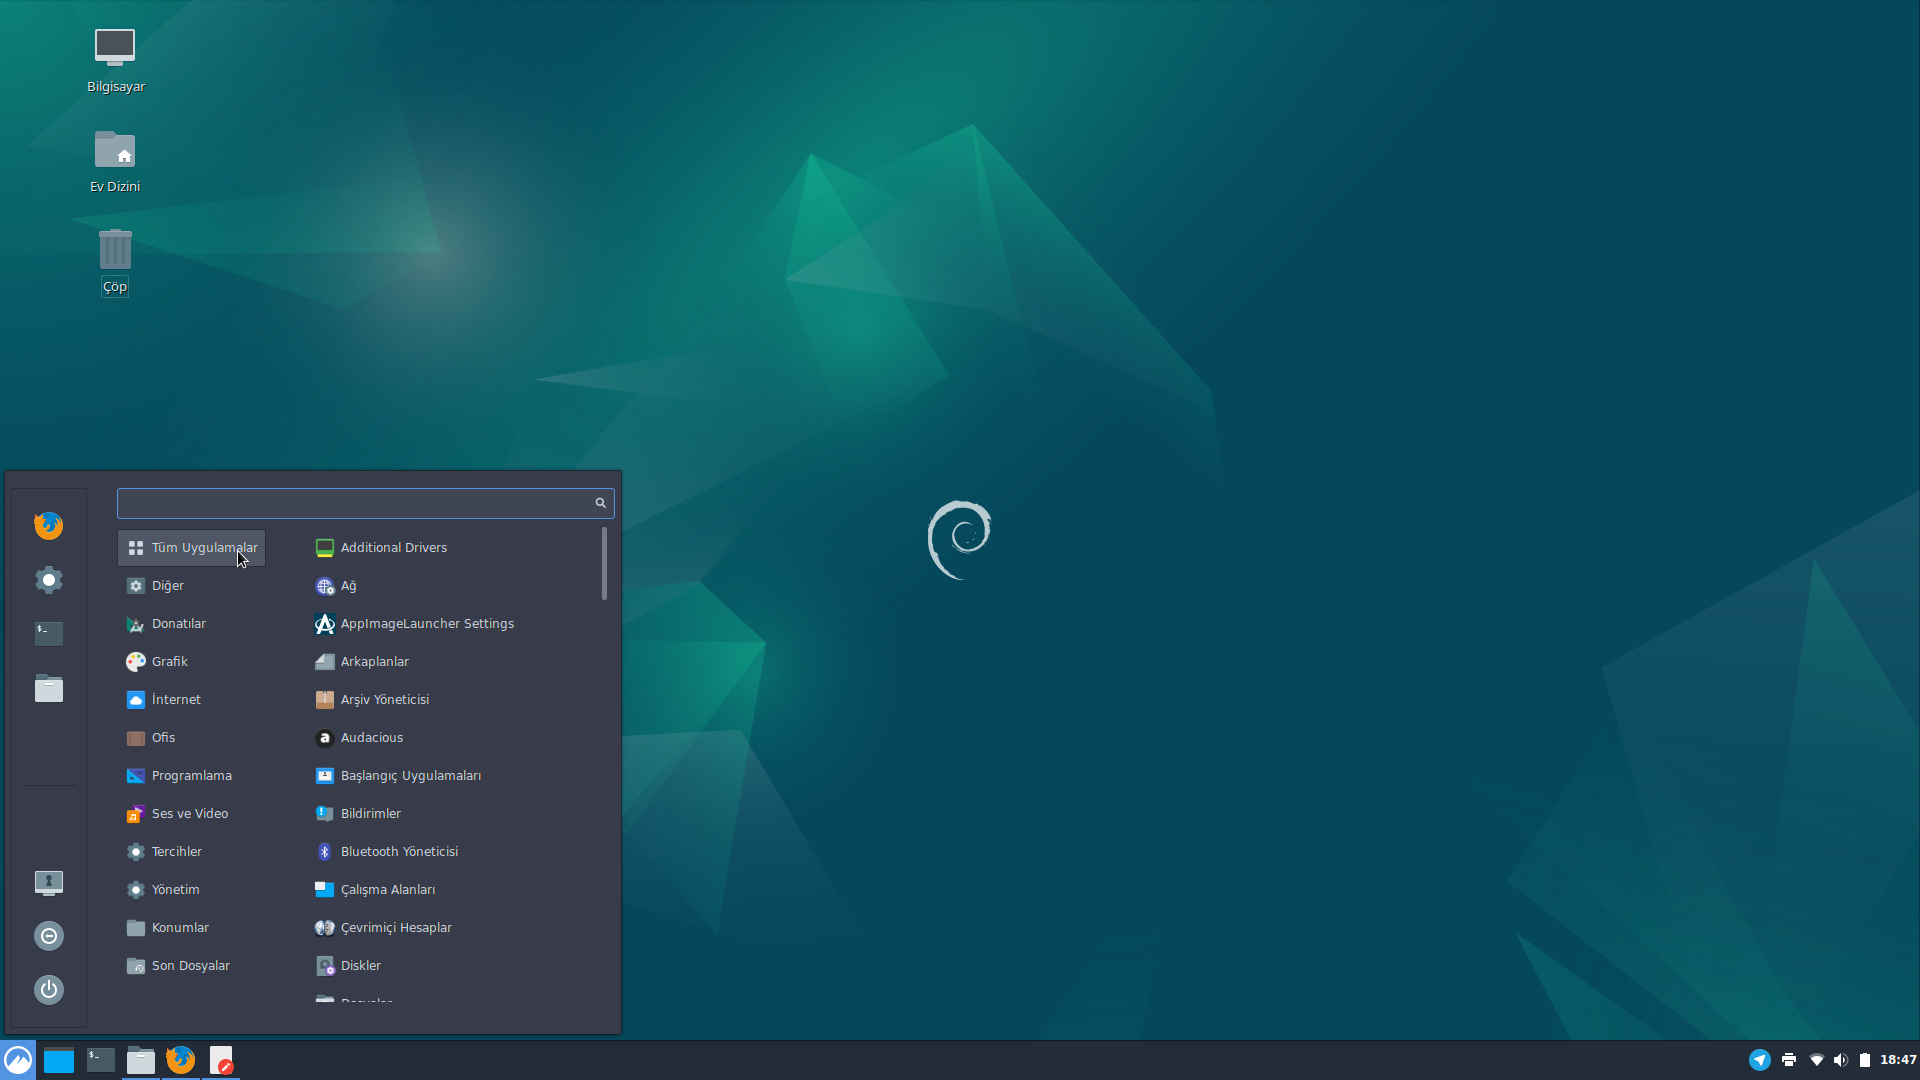 Bilgisayar
Ev Dizini
Çöp
Tüm Uygulamalar
Diğer
Donatılar
Grafik
İnternet
Ofis
Programlama
Ses ve Video
Tercihler
Yönetim
Konumlar
Son Dosyalar
Additional Drivers
Ağ
AppImageLauncher Settings
Arkaplanlar
Arşiv Yöneticisi
Audacious
Başlangıç Uygulamaları
Bildirimler
Bluetooth Yöneticisi
Çalışma Alanları
Çevrimiçi Hesaplar
Diskler
18:47